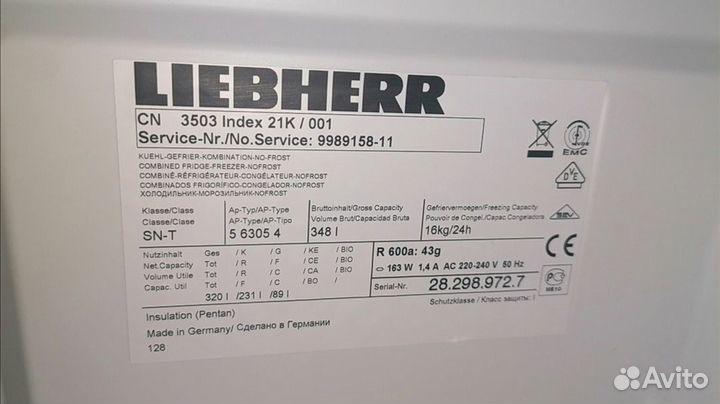 LIEBHERR
CN 3503 Index 21K / 001
Service-Nr./No.Service: 9989158-11
KUEHL-GEFRIER-KOMBINATION-NO-FROST
COMBINED FRIDGE-FREEZER-NOFROST
COMBINÉ-RÉFRIGÉRATEUR-CONGELATEUR-NO-FROST
COMBINADOS FRIGORÍFICO-CONGELADOR-NOFROST
ХОЛОДИЛЬНИК-МОРОЗИЛЬНИК-NOFROST
Klasse/Class Ap-Typ/AP-Type Bruttoinhalt/Gross Capacity Gefriervermoegen/Freezing Capacity
Classe/Clase AP-Type/AP-Tipo Volume Brut/Capacidad Bruta Pouvoir de Congel./Cap.Congeladora
SN-T 5 6305 4 348 l 16kg/24h
EMC
DVE
SEV
CE
Nutzinhalt Ges / K / G / KE / BIO
Net.Capacity Tot / R / F / CE / BIO
Volume Utile Tot / R / C / CA / BIO
Capac. Util Tot / F / C / BO /
320 l /231 l /89 l
R 600a: 43g
163 W 1,4 A AC 220-240 V 50 Hz
Serial-Nr. 28.298.972.7
Schutzklasse / Класс защиты: I
Insulation (Pentan)
Made in Germany/ Сделано в Германии
128
Avito